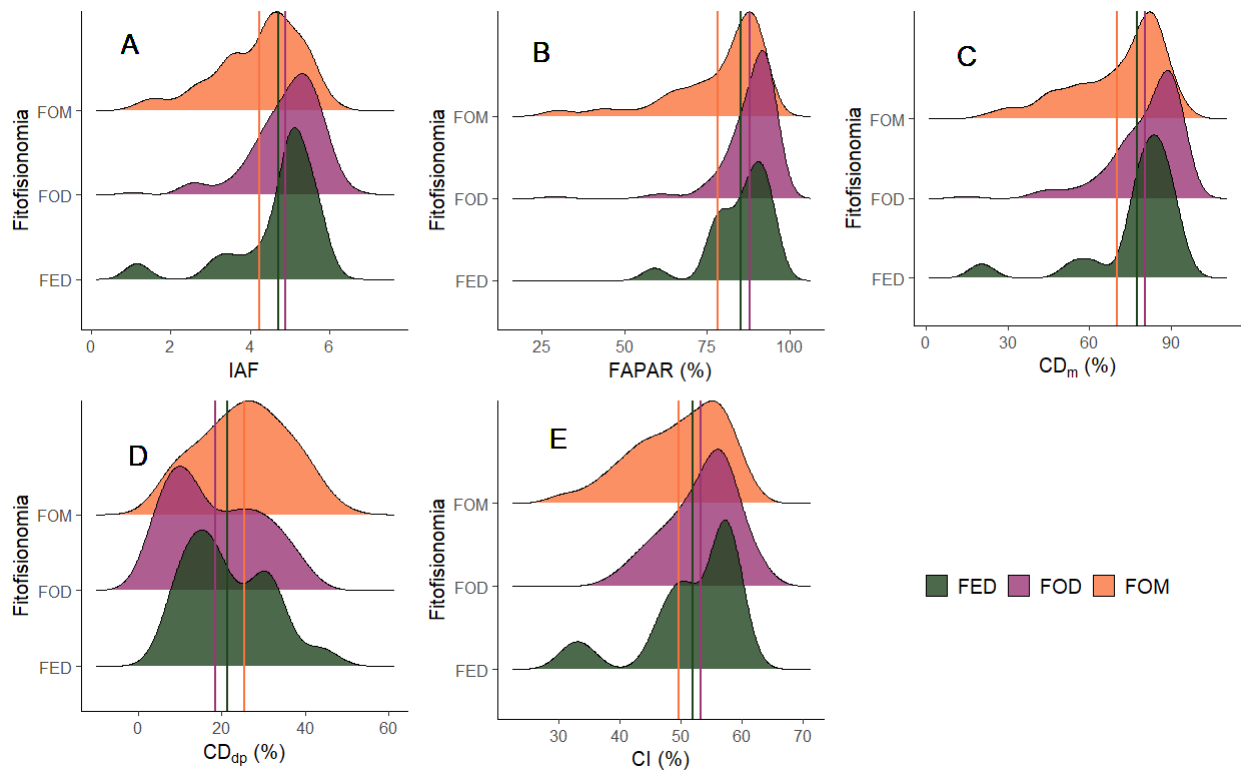 A
Fitofisionomia
FOM
FOD
FED
0 2 4 6
IAF
B
Fitofisionomia
FOM
FOD
FED
25 50 75 100
FAPAR (%)
C
Fitofisionomia
FOM
FOD
FED
0 30 60 90
CDm (%)
D
Fitofisionomia
FOM
FOD
FED
0 20 40 60
CDdp (%)
E
Fitofisionomia
FOM
FOD
FED
30 40 50 60 70
CI (%)
FED FOD FOM